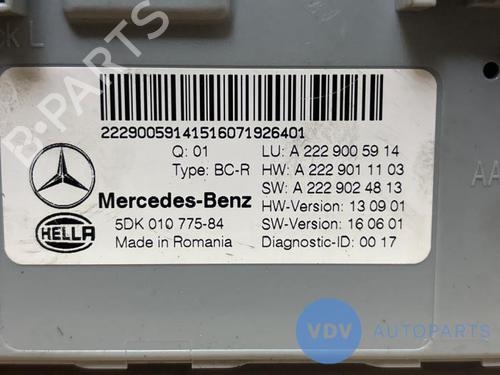 CK L
2229005914151607192640​1
Q: 01
LU: A 222 900 59 14
Type: BC-R
HW: A 222 901 11 03
SW: A 222 902 48 13
Mercedes-Benz
HW-Version: 13 09 01
HELLA
5DK 010 775-84
SW-Version: 16 06 01
Made in Romania
Diagnostic-ID: 00 17
AA
B-PARTS
VDV AUTOPARTS